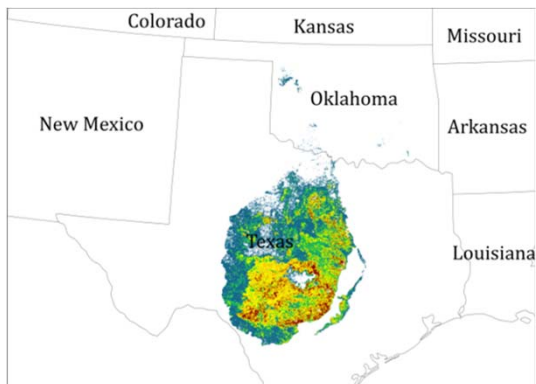 Colorado
Kansas
Missouri
Oklahoma
New Mexico
Arkansas
Texas
Louisiana